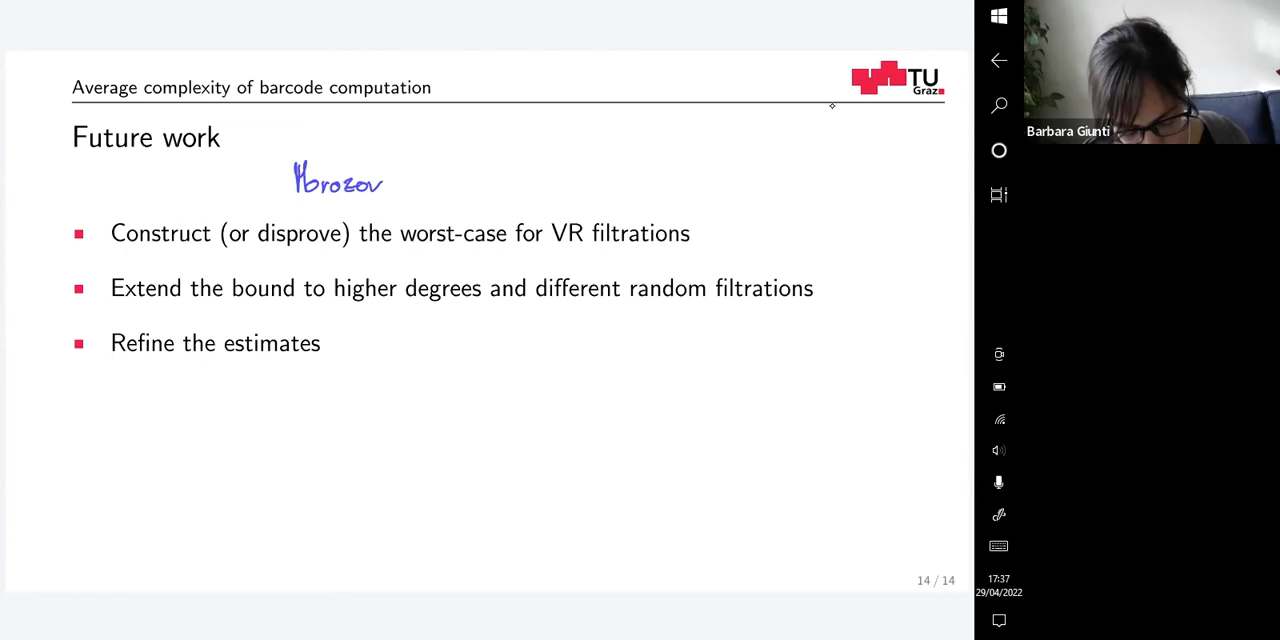 Average complexity of barcode computation
TU
Graz
Future work
Morozov
Construct (or disprove) the worst-case for VR filtrations
Extend the bound to higher degrees and different random filtrations
Refine the estimates
14 / 14
Barbara Giunti
17:37
29/04/2022